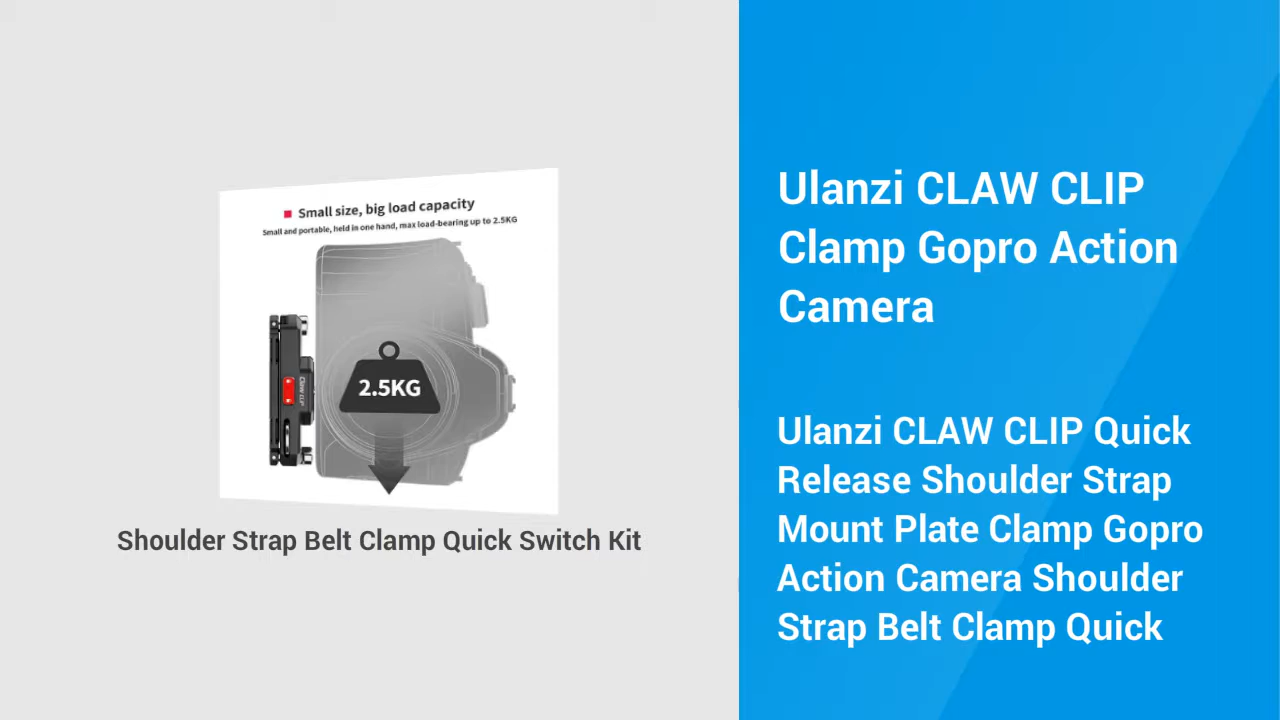 Small size, big load capacity
Small and portable, held in one hand, max load-bearing up to 2.5KG
CLAW CLIP
2.5KG
Shoulder Strap Belt Clamp Quick Switch Kit
Ulanzi CLAW CLIP
Clamp Gopro Action
Camera
Ulanzi CLAW CLIP Quick
Release Shoulder Strap
Mount Plate Clamp Gopro
Action Camera Shoulder
Strap Belt Clamp Quick